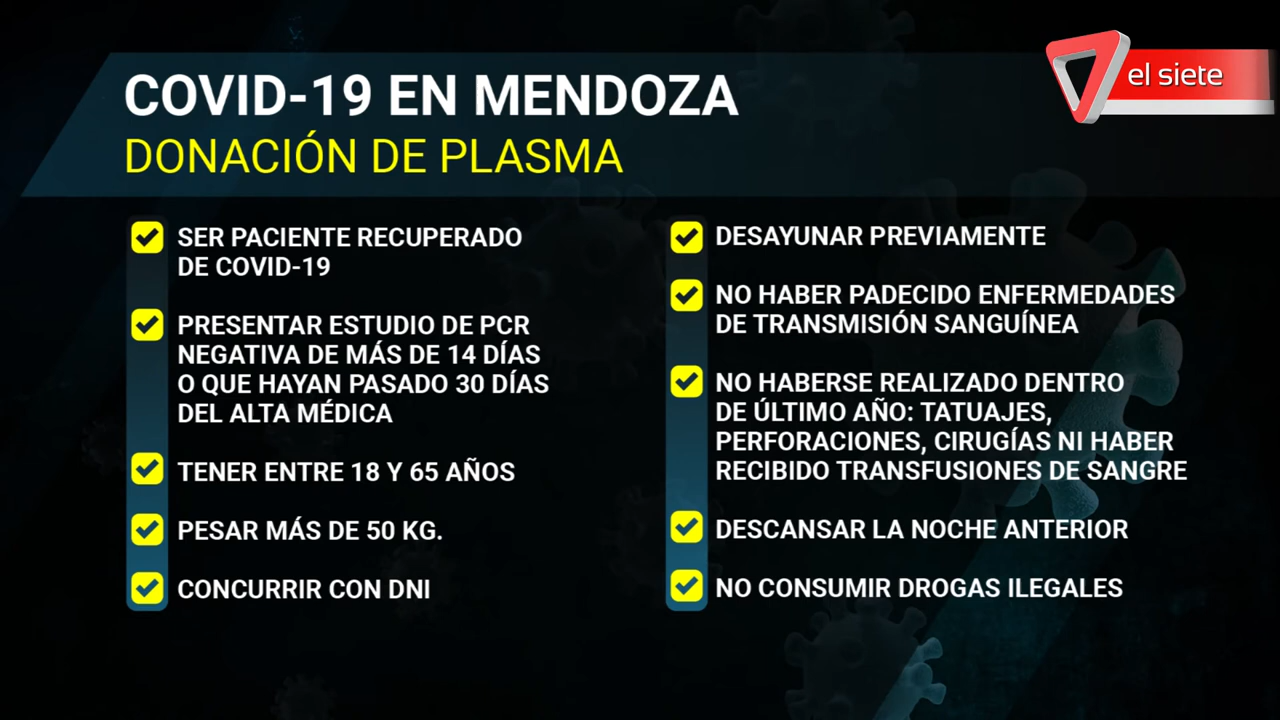 COVID-19 EN MENDOZA
DONACIÓN DE PLASMA
el siete
SER PACIENTE RECUPERADO
DE COVID-19
PRESENTAR ESTUDIO DE PCR
NEGATIVA DE MÁS DE 14 DÍAS
O QUE HAYAN PASADO 30 DÍAS
DEL ALTA MÉDICA
TENER ENTRE 18 Y 65 AÑOS
PESAR MÁS DE 50 KG.
CONCURRIR CON DNI
DESAYUNAR PREVIAMENTE
NO HABER PADECIDO ENFERMEDADES
DE TRANSMISIÓN SANGUÍNEA
NO HABERSE REALIZADO DENTRO
DE ÚLTIMO AÑO: TATUAJES,
PERFORACIONES, CIRUGÍAS NI HABER
RECIBIDO TRANSFUSIONES DE SANGRE
DESCANSAR LA NOCHE ANTERIOR
NO CONSUMIR DROGAS ILEGALES